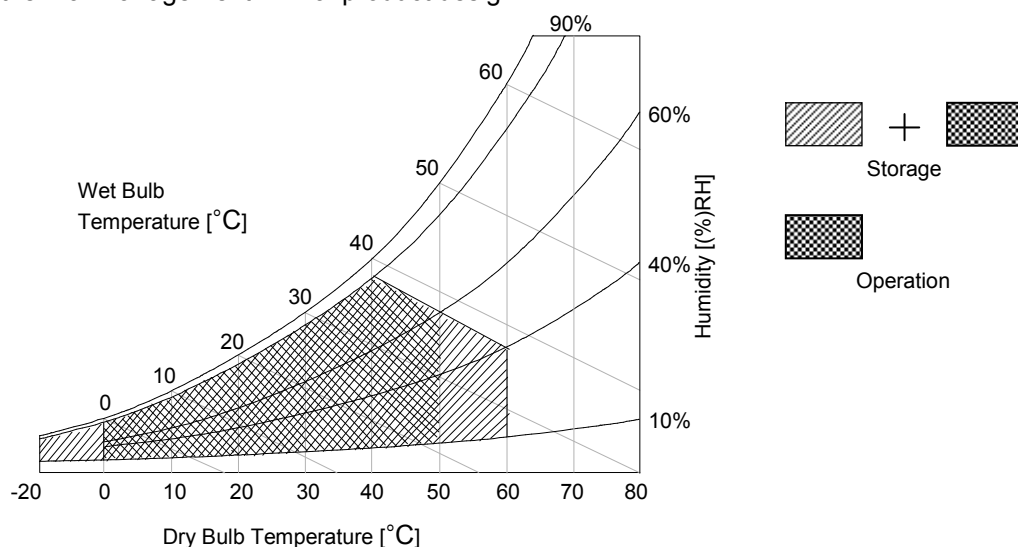 90%
60
60%
50
Wet Bulb
Temperature [°C]
Storage
Humidity [(%)RH]
40
40%
30
Operation
20
10
0
10%
-20 0 10 20 30 40 50 60 70 80
Dry Bulb Temperature [°C]